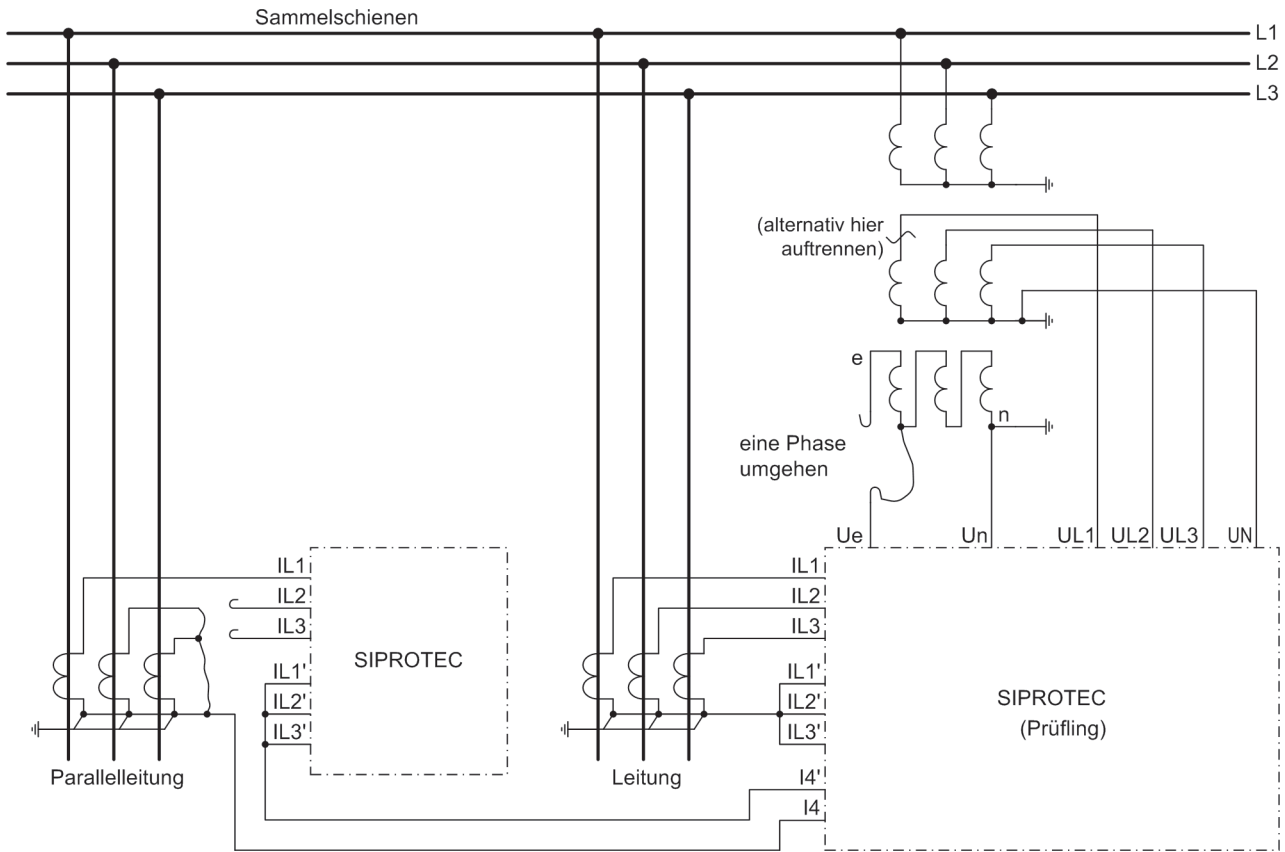 Sammelschienen
L1
L2
L3
(alternativ hier
auftrennen)
e
n
eine Phase
umgehen
Ue
Un
UL1
UL2
UL3
UN
IL1
IL2
IL3
IL1'
IL2'
IL3'
SIPROTEC
IL1
IL2
IL3
IL1'
IL2'
IL3'
I4'
I4
SIPROTEC
(Prüfling)
Parallelleitung
Leitung